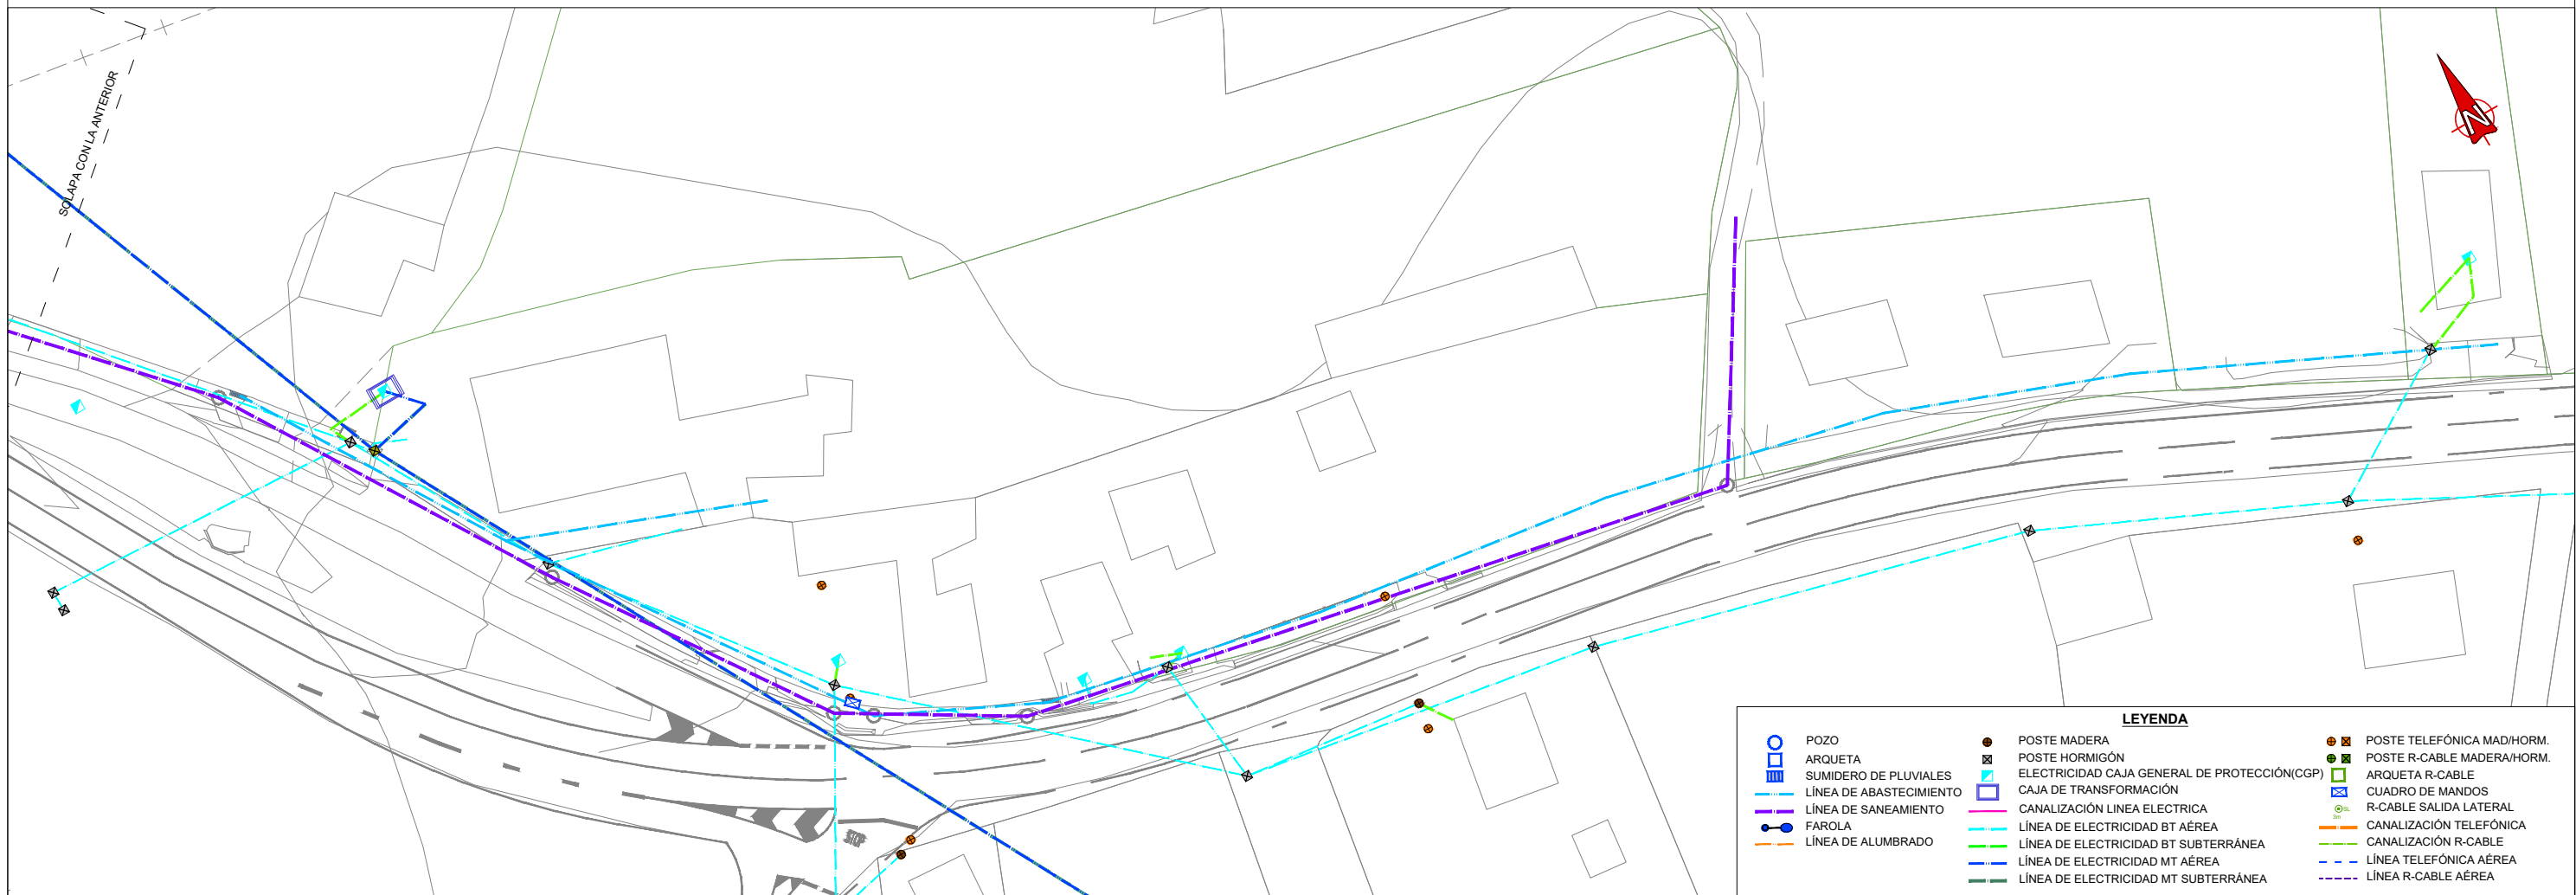 SOLAPA CON LA ANTERIOR
N
STOP
LEYENDA
POZO
ARQUETA
SUMIDERO DE PLUVIALES
LÍNEA DE ABASTECIMIENTO
LÍNEA DE SANEAMIENTO
FAROLA
LÍNEA DE ALUMBRADO
POSTE MADERA
POSTE HORMIGÓN
ELECTRICIDAD CAJA GENERAL DE PROTECCIÓN(CGP)
CAJA DE TRANSFORMACIÓN
CANALIZACIÓN LINEA ELECTRICA
LÍNEA DE ELECTRICIDAD BT AÉREA
LÍNEA DE ELECTRICIDAD BT SUBTERRÁNEA
LÍNEA DE ELECTRICIDAD MT AÉREA
LÍNEA DE ELECTRICIDAD MT SUBTERRÁNEA
POSTE TELEFÓNICA MAD/HORM.
POSTE R-CABLE MADERA/HORM.
ARQUETA R-CABLE
CUADRO DE MANDOS
R-CABLE SALIDA LATERAL
CANALIZACIÓN TELEFÓNICA
CANALIZACIÓN R-CABLE
LÍNEA TELEFÓNICA AÉREA
LÍNEA R-CABLE AÉREA